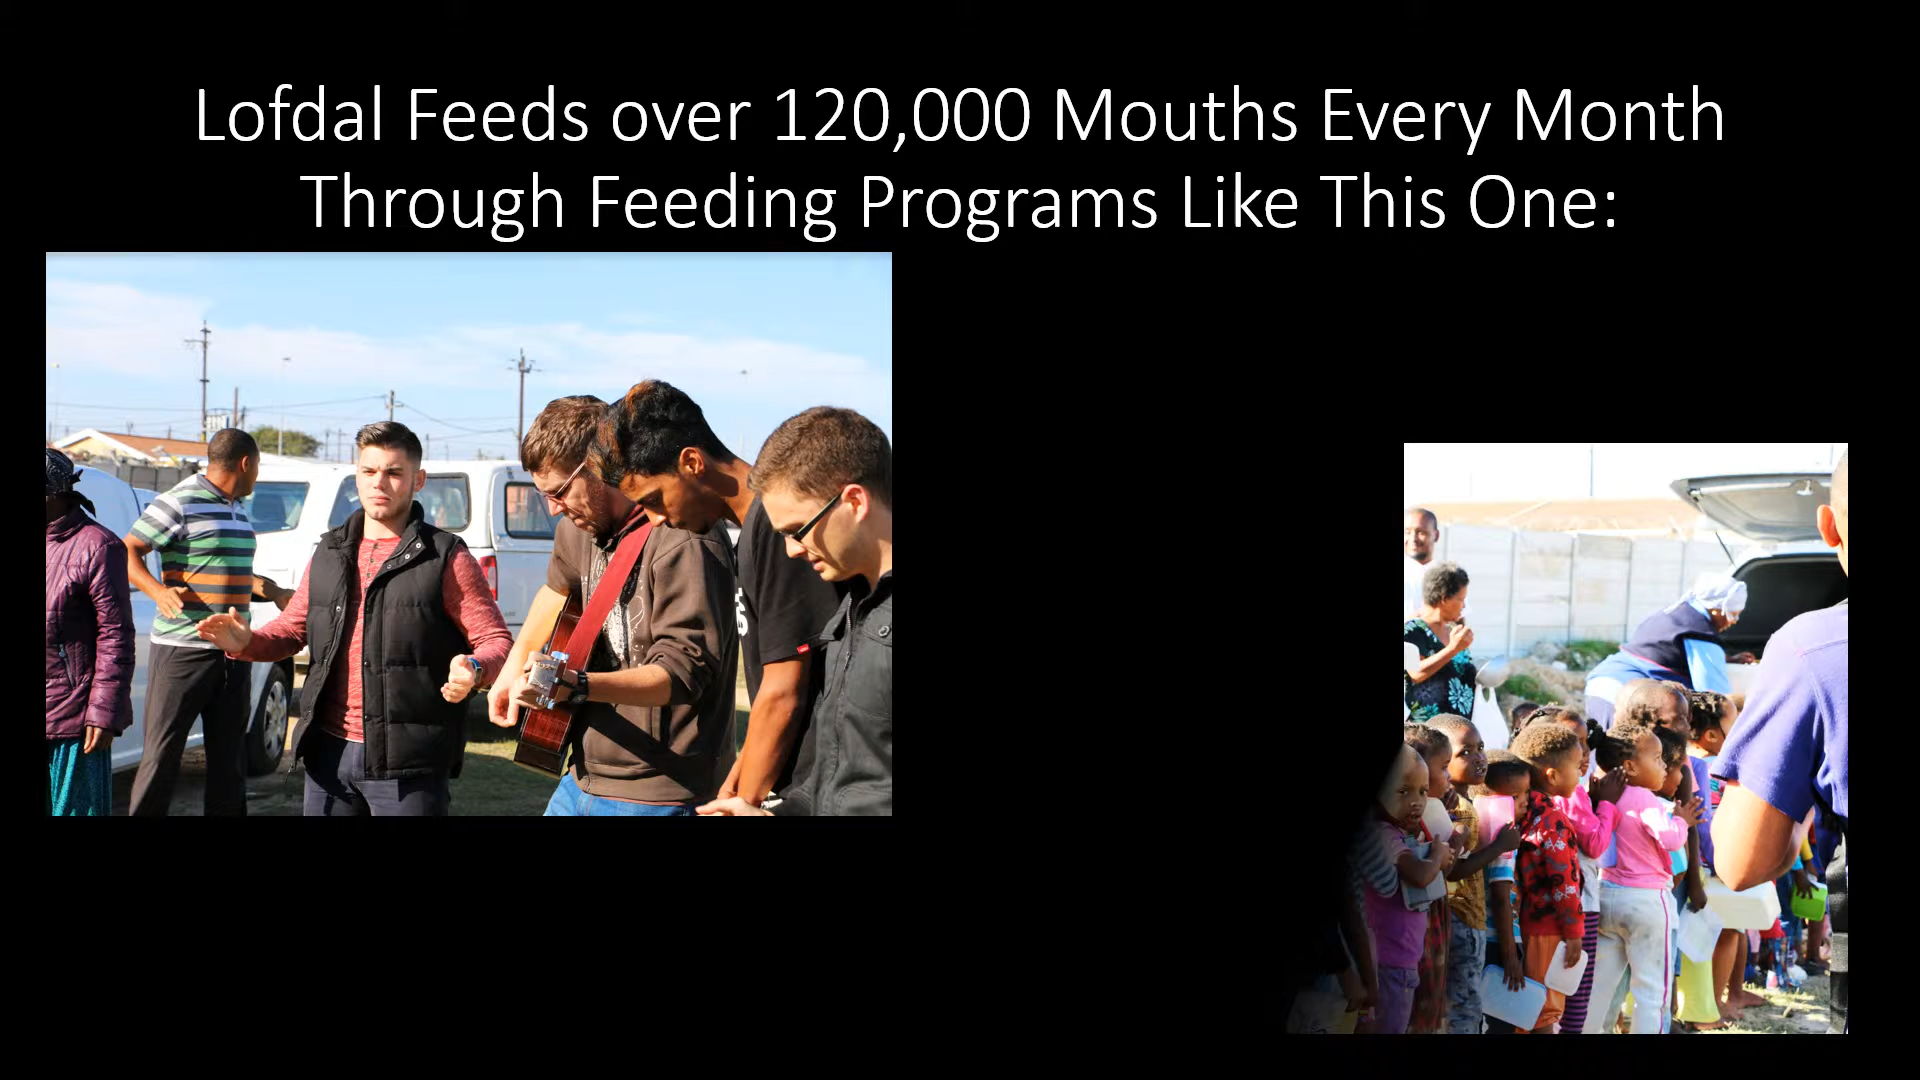 Lofdal Feeds over 120,000 Mouths Every Month
Through Feeding Programs Like This One: